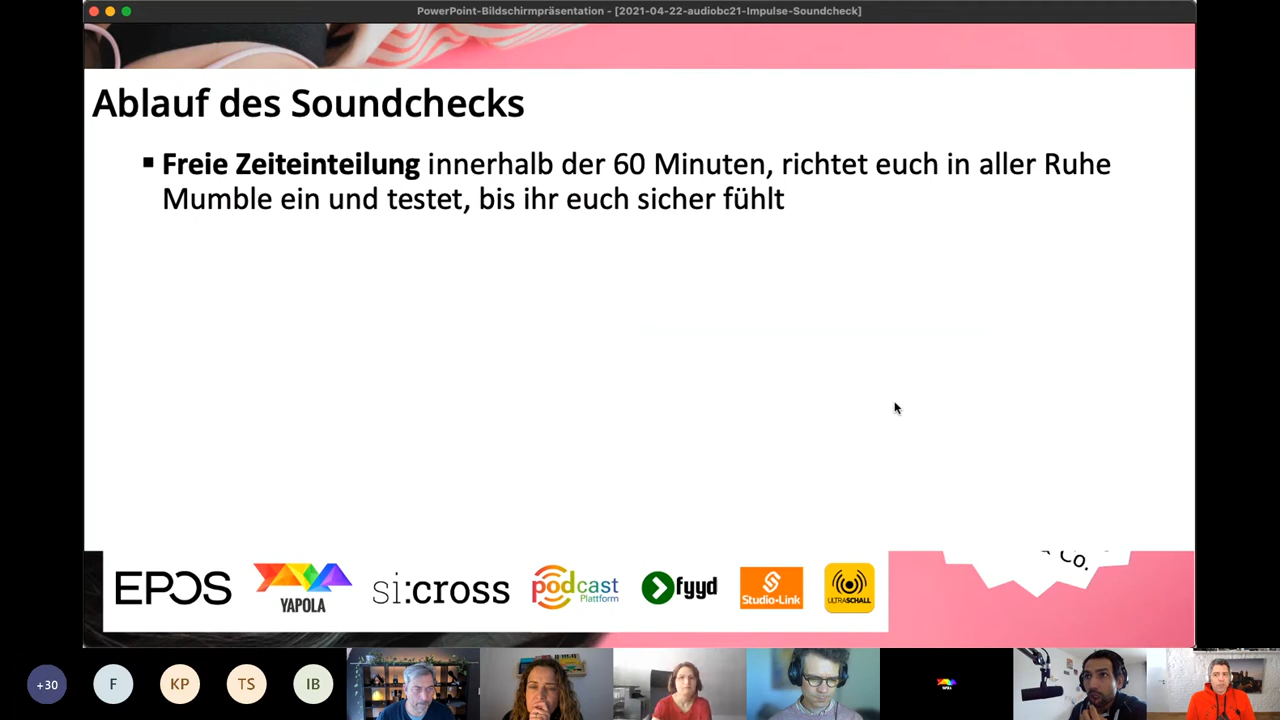 PowerPoint-Bildschirmpräsentation - [2021-04-22-audiobc21-Impulse-Soundcheck]
Ablauf des Soundchecks
▪ Freie Zeiteinteilung innerhalb der 60 Minuten, richtet euch in aller Ruhe
Mumble ein und testet, bis ihr euch sicher fühlt
EPOS
YAPOLA
si:cross
podcast
Plattform
fyyd
Studio-Link
ULTRASCHALL
CO.
+30
F
KP
TS
IB